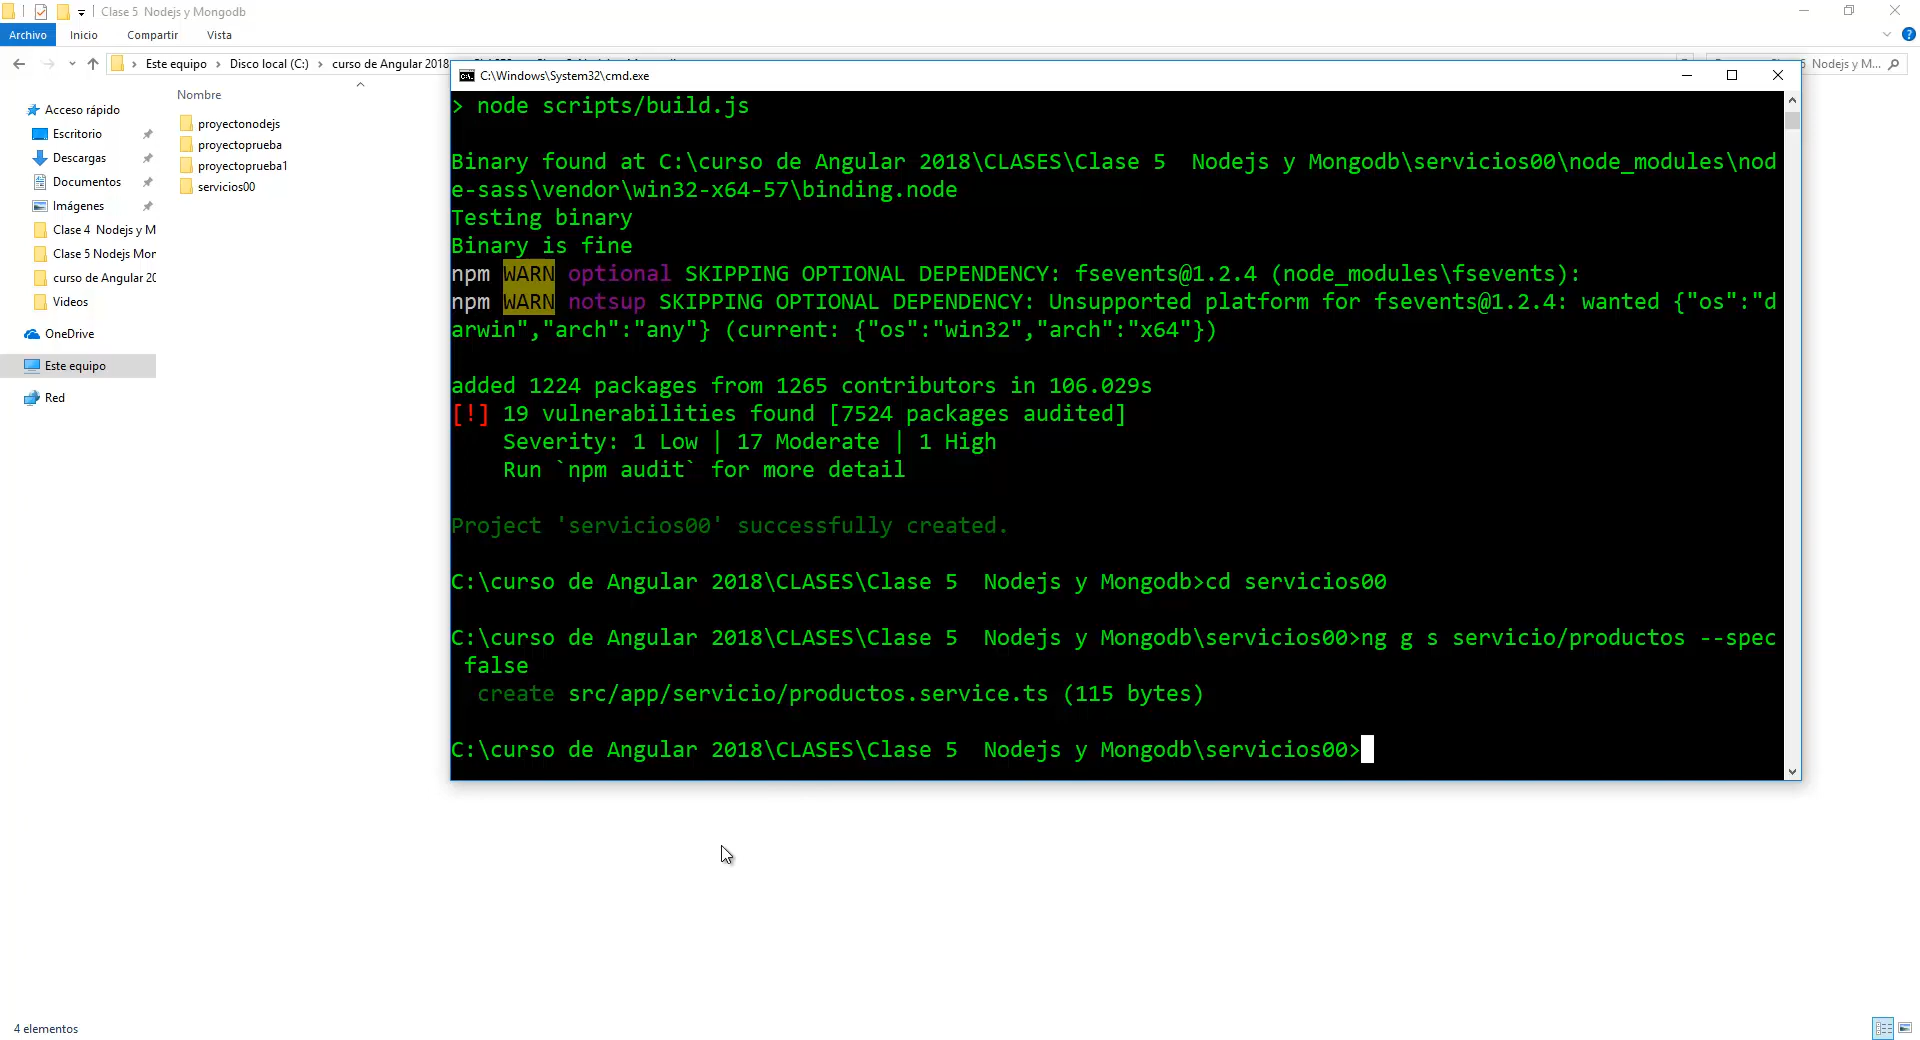 Clase 5  Nodejs y Mongodb
Archivo
Inicio
Compartir
Vista
Este equipo
Disco local (C:)
curso de Angular 2018
Nodejs y M...
Nombre
Acceso rápido
Escritorio
Descargas
Documentos
Imágenes
Clase 4  Nodejs y M
Clase 5 Nodejs Mor
curso de Angular 20
Videos
OneDrive
Este equipo
Red
proyectonodejs
proyectoprueba
proyectoprueba1
servicios00
C:\Windows\System32\cmd.exe
> node scripts/build.js
Binary found at C:\curso de Angular 2018\CLASES\Clase 5  Nodejs y Mongodb\servicios00\node_modules\nod
e-sass\vendor\win32-x64-57\binding.node
Testing binary
Binary is fine
npm WARN optional SKIPPING OPTIONAL DEPENDENCY: fsevents@1.2.4 (node_modules\fsevents):
npm WARN notsup SKIPPING OPTIONAL DEPENDENCY: Unsupported platform for fsevents@1.2.4: wanted {"os":"d
arwin","arch":"any"} (current: {"os":"win32","arch":"x64"})
added 1224 packages from 1265 contributors in 106.029s
[!] 19 vulnerabilities found [7524 packages audited]
Severity: 1 Low | 17 Moderate | 1 High
Run `npm audit` for more detail
Project 'servicios00' successfully created.
C:\curso de Angular 2018\CLASES\Clase 5  Nodejs y Mongodb>cd servicios00
C:\curso de Angular 2018\CLASES\Clase 5  Nodejs y Mongodb\servicios00>ng g s servicio/productos --spec
false
create src/app/servicio/productos.service.ts (115 bytes)
C:\curso de Angular 2018\CLASES\Clase 5  Nodejs y Mongodb\servicios00>
4 elementos